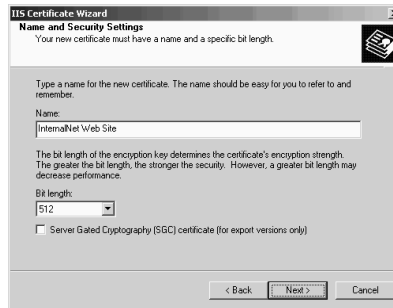 IIS Certificate Wizard
Name and Security Settings
Your new certificate must have a name and a specific bit length.
Type a name for the new certificate. The name should be easy for you to refer to and
remember.
Name:
InternalNet Web Site
The bit length of the encryption key determines the certificate's encryption strength.
The greater the bit length, the stronger the security. However, a greater bit length may
decrease performance.
Bit length:
512
Server Gated Cryptography (SGC) certificate (for export versions only)
< Back
Next >
Cancel